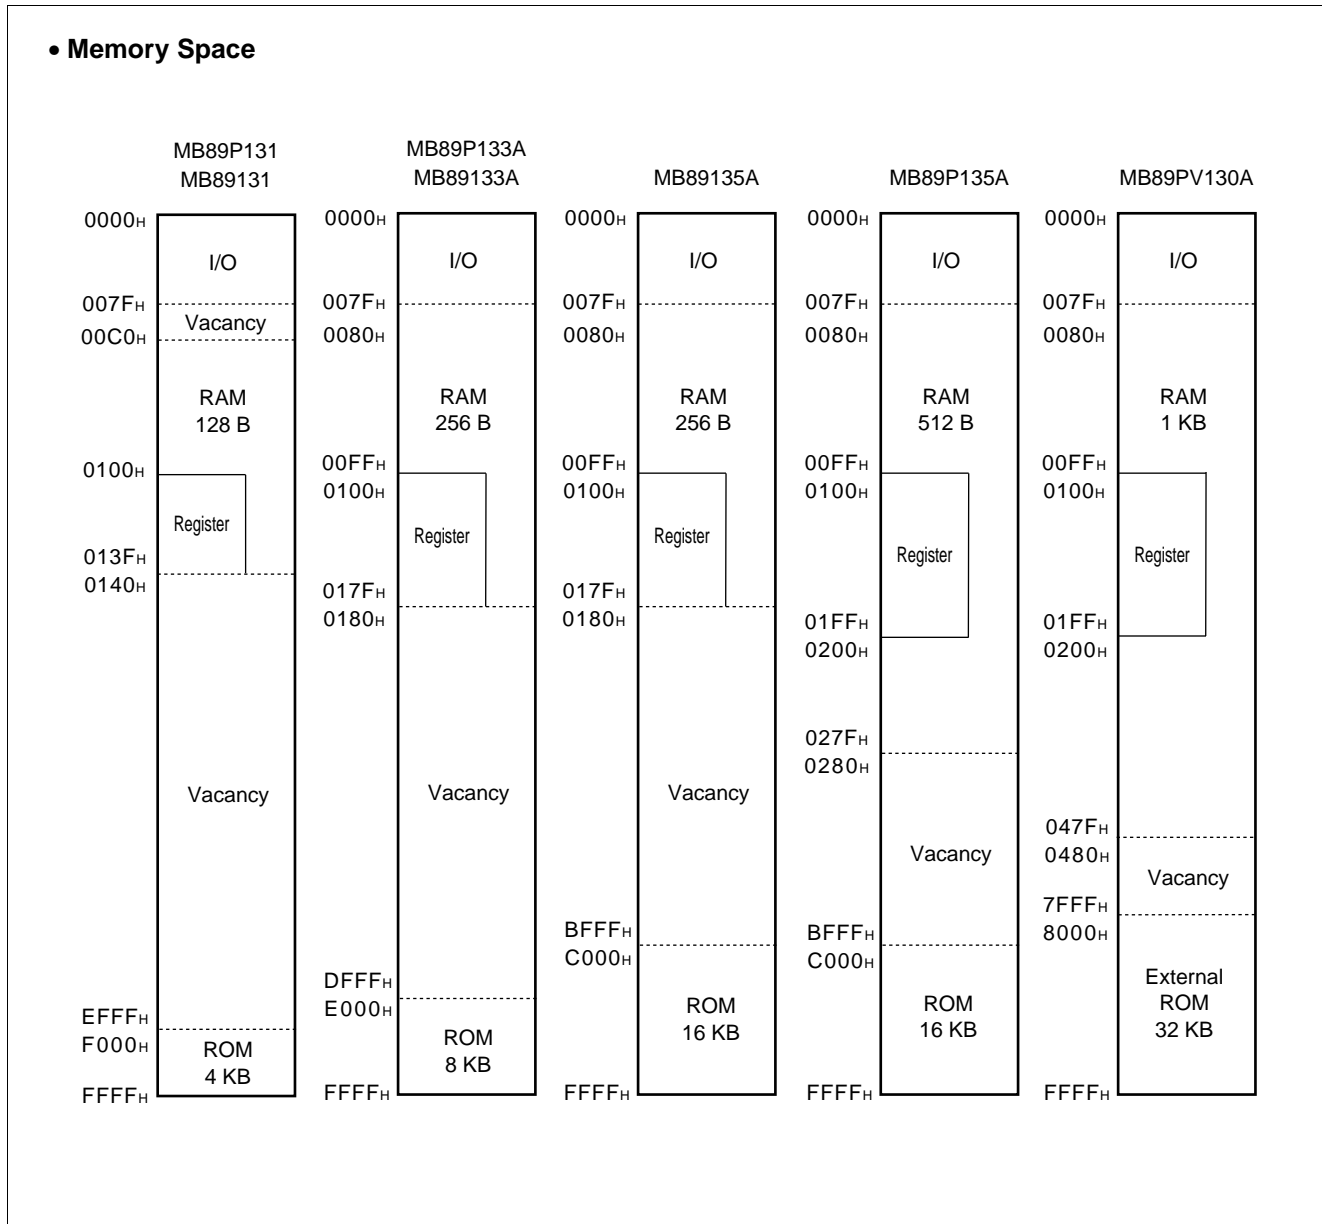 • Memory Space
MB89P131
MB89131
0000H
I/O
007FH
Vacancy
00C0H
RAM
128 B
0100H
Register
013FH
0140H
Vacancy
EFFFH
F000H
ROM
4 KB
FFFFH
MB89P133A
MB89133A
0000H
I/O
007FH
0080H
RAM
256 B
00FFH
0100H
Register
017FH
0180H
Vacancy
DFFFH
E000H
ROM
8 KB
FFFFH
MB89135A
0000H
I/O
007FH
0080H
RAM
256 B
00FFH
0100H
Register
017FH
0180H
Vacancy
BFFFH
C000H
ROM
16 KB
FFFFH
MB89P135A
0000H
I/O
007FH
0080H
RAM
512 B
00FFH
0100H
Register
01FFH
0200H
027FH
0280H
Vacancy
BFFFH
C000H
ROM
16 KB
FFFFH
MB89PV130A
0000H
I/O
007FH
0080H
RAM
1 KB
00FFH
0100H
Register
01FFH
0200H
047FH
0480H
Vacancy
7FFFH
8000H
External
ROM
32 KB
FFFFH